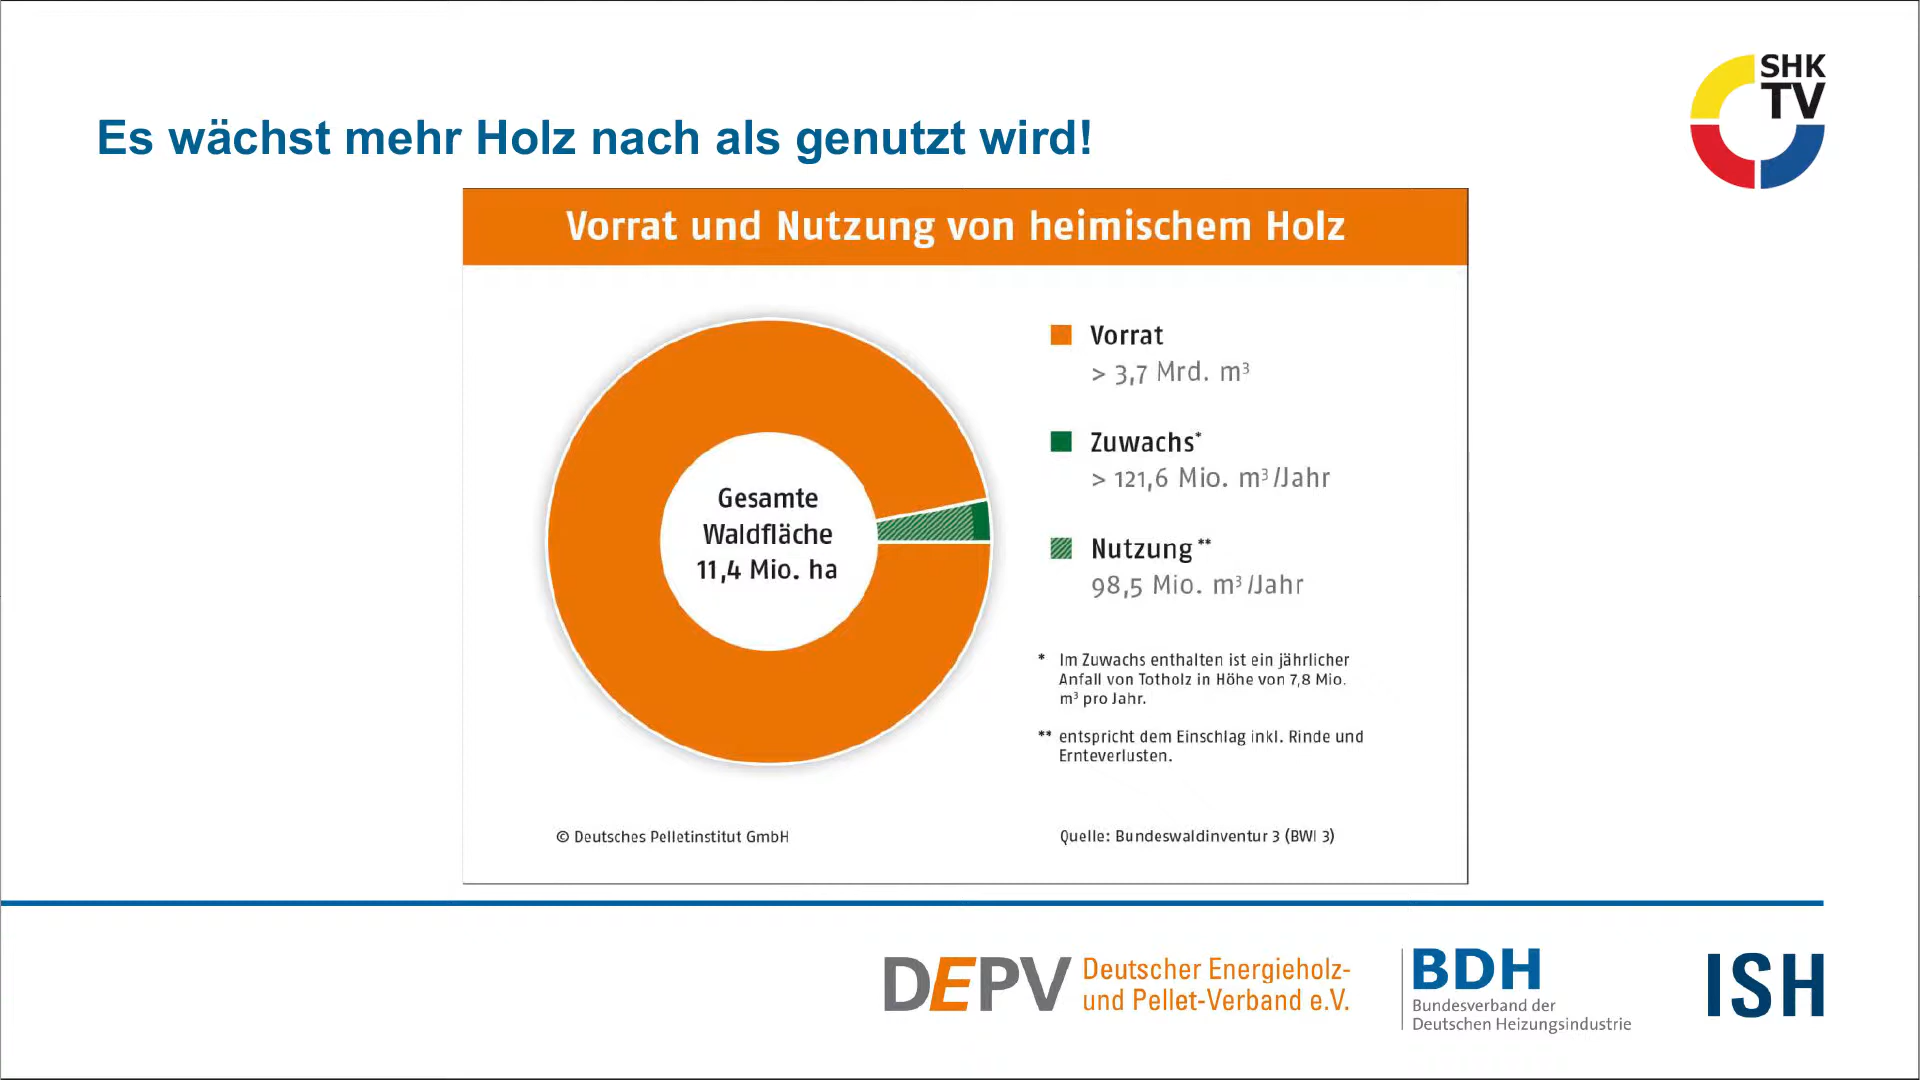 SHK
TV
Es wächst mehr Holz nach als genutzt wird!
Vorrat und Nutzung von heimischem Holz
Gesamte
Waldfläche
11,4 Mio. ha
Vorrat
> 3,7 Mrd. m³
Zuwachs*
> 121,6 Mio. m³/Jahr
Nutzung**
98,5 Mio. m³/Jahr
* Im Zuwachs enthalten ist ein jährlicher
Anfall von Totholz in Höhe von 7,8 Mio.
m³ pro Jahr.
** entspricht dem Einschlag inkl. Rinde und
Ernteverlusten.
© Deutsches Pelletinstitut GmbH
Quelle: Bundeswaldinventur 3 (BWI 3)
DEPV
Deutscher Energieholz-
und Pellet-Verband e.V.
BDH
Bundesverband der
Deutschen Heizungsindustrie
ISH